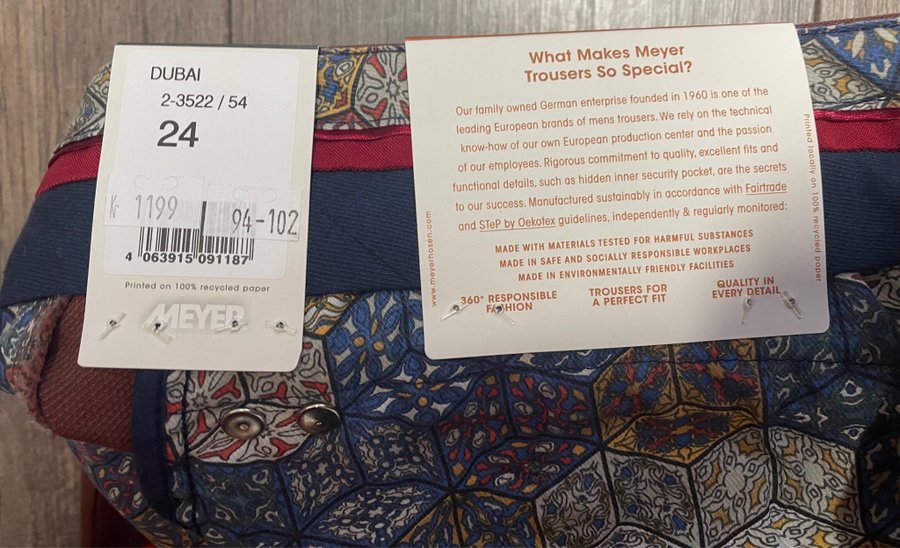 DUBAI
2-3522 / 54
24
Kr 1199
94-102
4 063915 091187
Printed on 100% recycled paper
MEYER
What Makes Meyer
Trousers So Special?
Our family owned German enterprise founded in 1960 is one of the
leading European brands of mens trousers. We rely on the technical
know-how of our own European production center and the passion
of our employees. Rigorous commitment to quality, excellent fits and
functional details, such as hidden inner security pocket, are the secrets
to our success. Manufactured sustainably in accordance with Fairtrade
and STeP by Oekotex guidelines, independently & regularly monitored:
MADE WITH MATERIALS TESTED FOR HARMFUL SUBSTANCES
MADE IN SAFE AND SOCIALLY RESPONSIBLE WORKPLACES
MADE IN ENVIRONMENTALLY FRIENDLY FACILITIES
360° RESPONSIBLE
FASHION
TROUSERS FOR
A PERFECT FIT
QUALITY IN
EVERY DETAIL
www.meyerhosen.com
Printed locally on 100% recycled paper